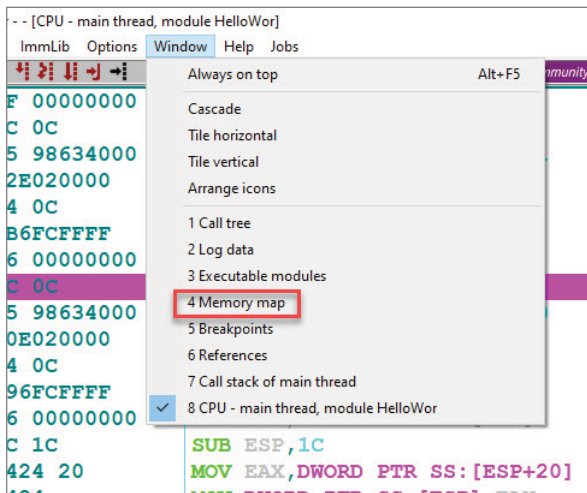 - - [CPU - main thread, module HelloWor]
ImmLib Options Window Help Jobs
Always on top Alt+F5
mmunity
F 00000000
Cascade
C 0C
Tile horizontal
5 98634000
Tile vertical
2E020000
Arrange icons
4 0C
1 Call tree
B6FCFFFF
2 Log data
6 00000000
3 Executable modules
C 0C
4 Memory map
5 98634000
5 Breakpoints
0E020000
6 References
4 0C
7 Call stack of main thread
96FCFFFF
8 CPU - main thread, module HelloWor
6 00000000
C 1C SUB ESP,1C
424 20 MOV EAX,DWORD PTR SS:[ESP+20]